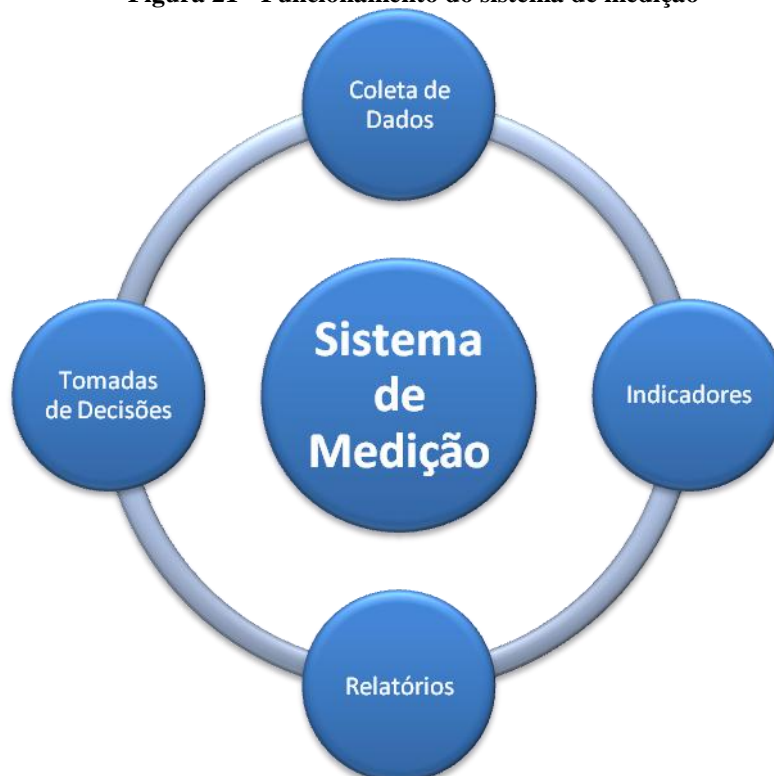 Figura 21 - Funcionamento do sistema de medição
Coleta de
Dados
Sistema
de
Medição
Tomadas
de Decisões
Indicadores
Relatórios